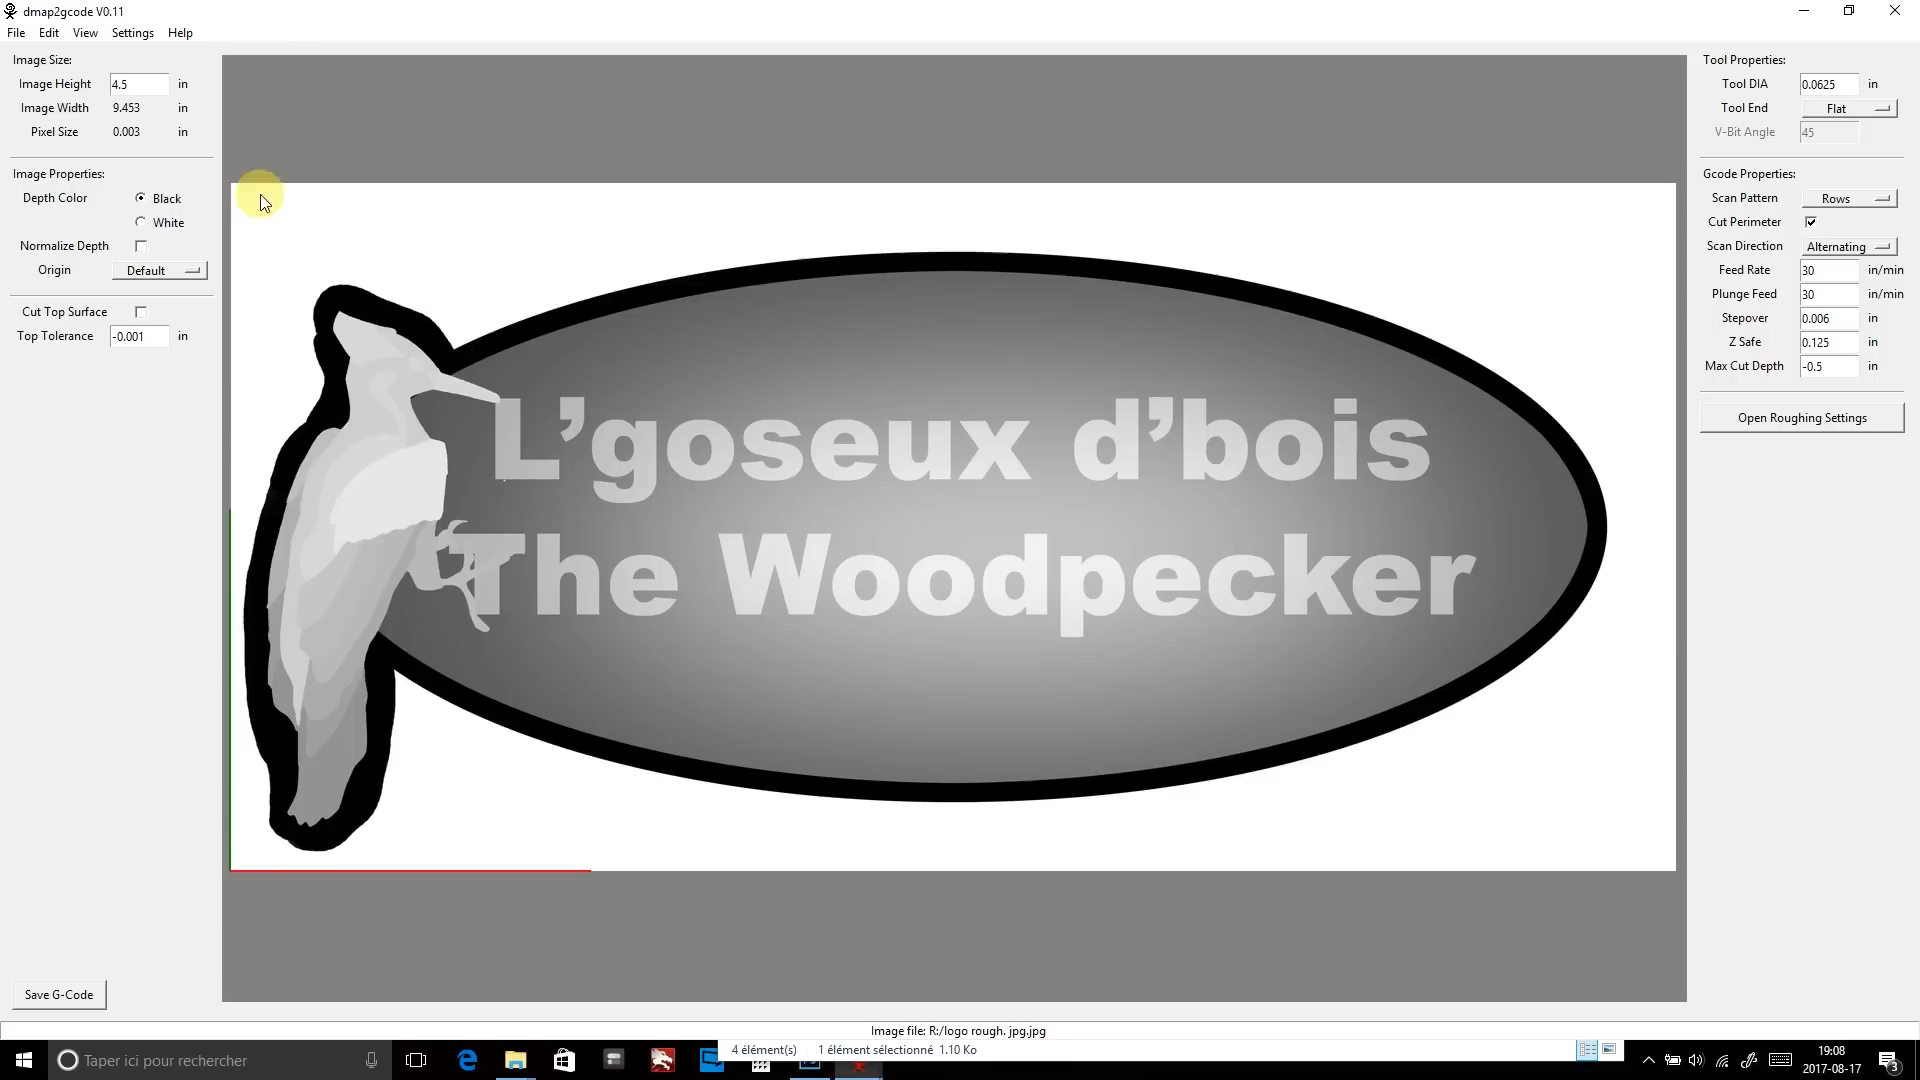 dmap2gcode V0.11
File Edit View Settings Help
Image Size:
Image Height 4.5 in
Image Width 9.453 in
Pixel Size 0.003 in
Image Properties:
Depth Color Black
White
Normalize Depth
Origin Default
Cut Top Surface
Top Tolerance -0.001 in
Save G-Code
L'goseux d'bois
The Woodpecker
Tool Properties:
Tool DIA 0.0625 in
Tool End Flat
V-Bit Angle 45
Gcode Properties:
Scan Pattern Rows
Cut Perimeter
Scan Direction Alternating
Feed Rate 30 in/min
Plunge Feed 30 in/min
Stepover 0.006 in
Z Safe 0.125 in
Max Cut Depth -0.5 in
Open Roughing Settings
Image file: R:/logo rough. jpg.jpg
Taper ici pour rechercher
4 élément(s) 1 élément sélectionné 1.10 Ko
19:08
2017-08-17
3